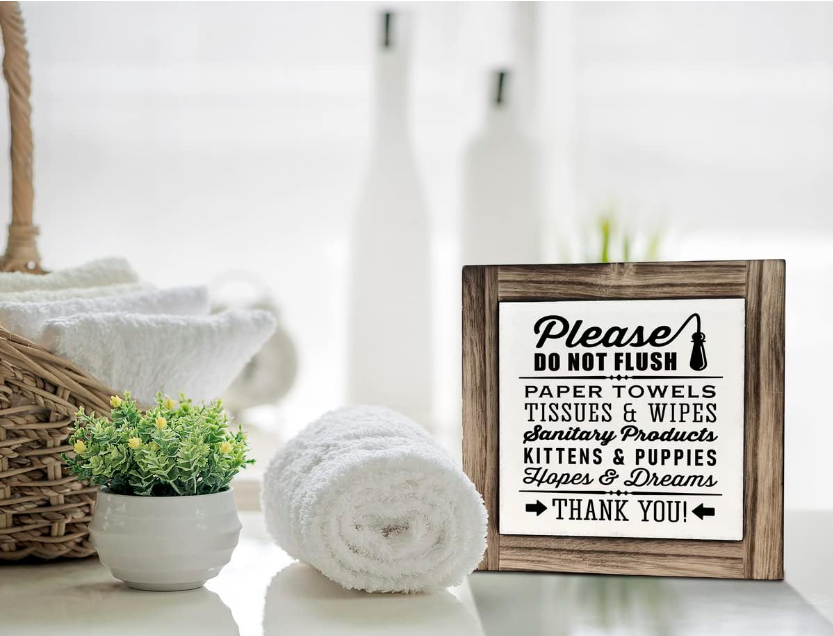 Please
DO NOT FLUSH
PAPER TOWELS
TISSUES & WIPES
Sanitary Products
KITTENS & PUPPIES
Hopes & Dreams
THANK YOU!